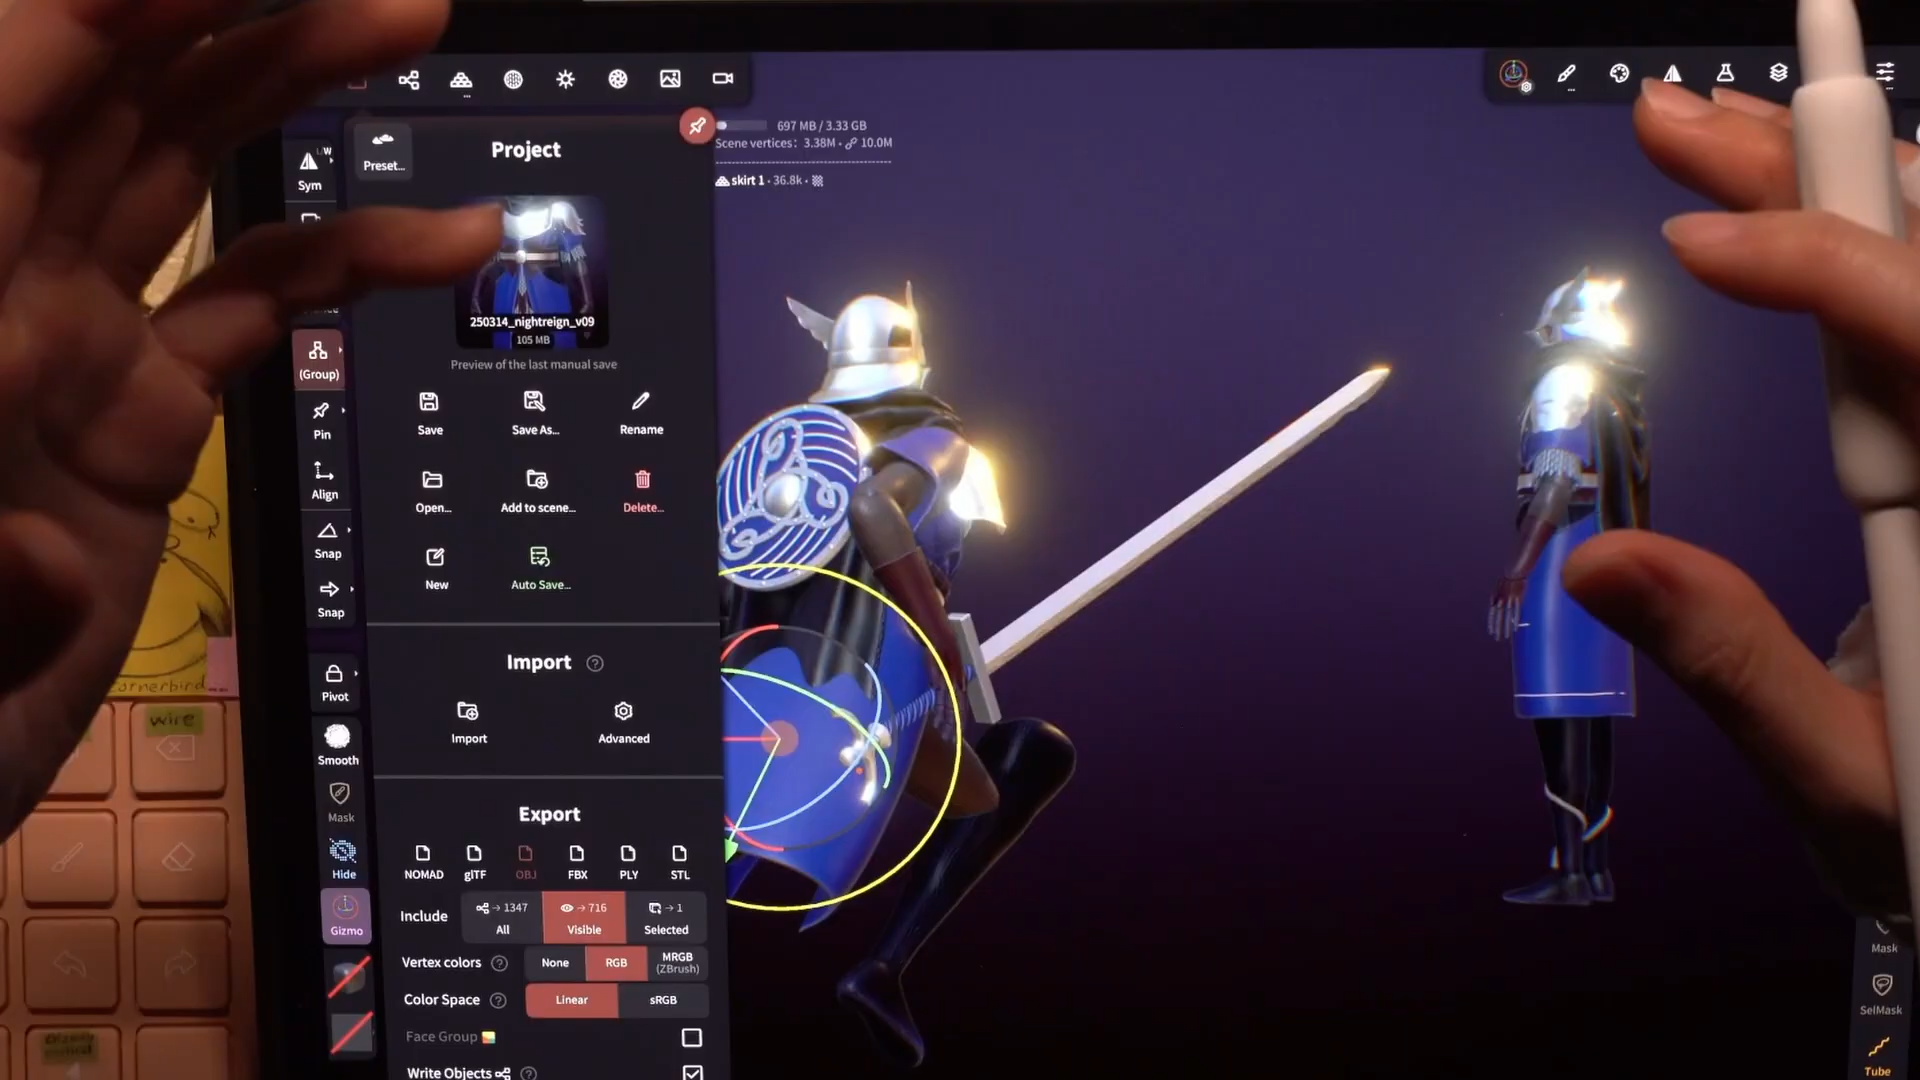 697 MB / 3.33 GB
Scene vertices: 3.38M • 10.0M
skirt 1 • 36.8k •
Preset...
Project
250314_nightreign_v09
105 MB
Preview of the last manual save
Save
Save As...
Rename
Open...
Add to scene...
Delete...
New
Auto Save...
Import
Import
Advanced
Export
NOMAD
glTF
OBJ
FBX
PLY
STL
Include
→ 1347
All
→ 716
Visible
→ 1
Selected
Vertex colors
None
RGB
MRGB
(ZBrush)
Color Space
Linear
sRGB
Face Group
Write Objects
Sym
(Group)
Pin
Align
Snap
Snap
Pivot
Smooth
Mask
Hide
Gizmo
Mask
SelMask
Tube
wire